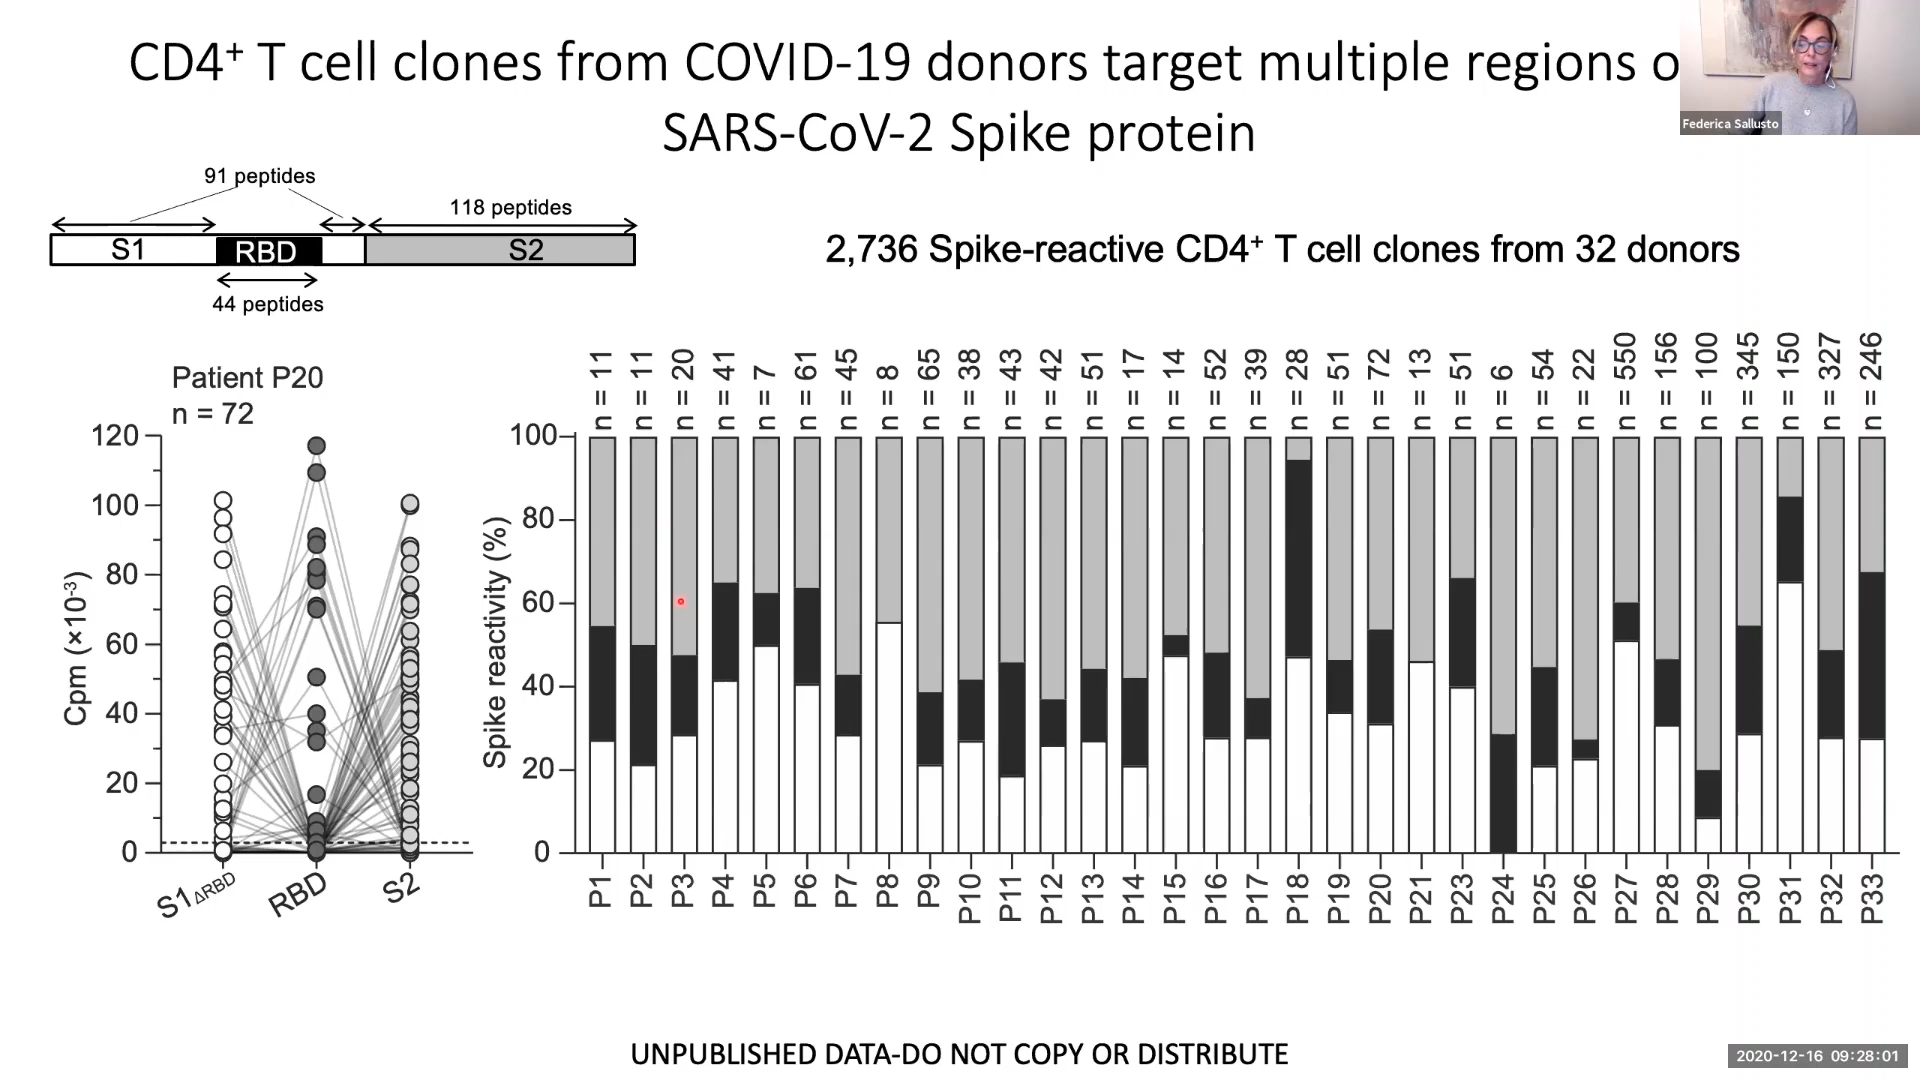 CD4⁺ T cell clones from COVID-19 donors target multiple regions o
SARS-CoV-2 Spike protein
Federica Sallusto
91 peptides
118 peptides
S1
RBD
S2
44 peptides
2,736 Spike-reactive CD4⁺ T cell clones from 32 donors
Patient P20
n = 72
Cpm (×10⁻³)
120
100
80
60
40
20
0
S1ΔRBD
RBD
S2
n = 11
n = 11
n = 20
n = 41
n = 7
n = 61
n = 45
n = 8
n = 65
n = 38
n = 43
n = 42
n = 51
n = 17
n = 14
n = 52
n = 39
n = 28
n = 51
n = 72
n = 13
n = 51
n = 6
n = 54
n = 22
n = 550
n = 156
n = 100
n = 345
n = 150
n = 327
n = 246
Spike reactivity (%)
100
80
60
40
20
0
P1
P2
P3
P4
P5
P6
P7
P8
P9
P10
P11
P12
P13
P14
P15
P16
P17
P18
P19
P20
P21
P23
P24
P25
P26
P27
P28
P29
P30
P31
P32
P33
UNPUBLISHED DATA-DO NOT COPY OR DISTRIBUTE
2020-12-16 09:28:01